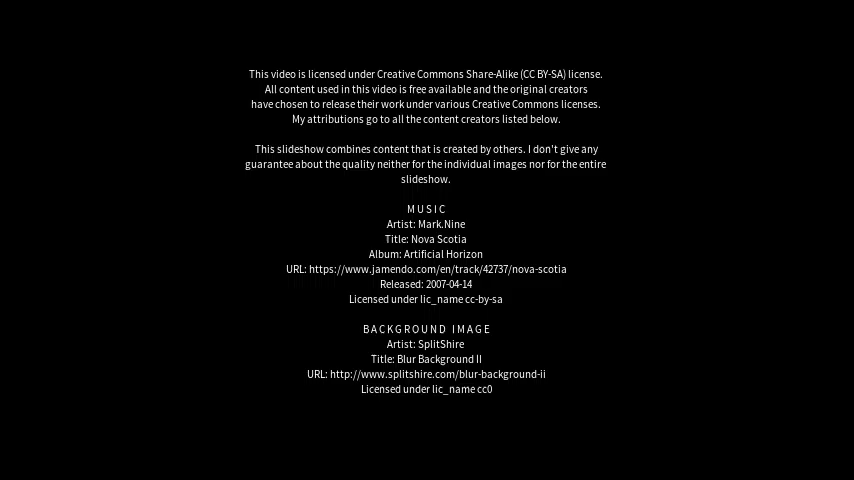 This video is licensed under Creative Commons Share-Alike (CC BY-SA) license.
All content used in this video is free available and the original creators
have chosen to release their work under various Creative Commons licenses.
My attributions go to all the content creators listed below.
This slideshow combines content that is created by others. I don't give any
guarantee about the quality neither for the individual images nor for the entire
slideshow.
MUSIC
Artist: Mark.Nine
Title: Nova Scotia
Album: Artificial Horizon
URL: https://www.jamendo.com/en/track/42737/nova-scotia
Released: 2007-04-14
Licensed under lic_name cc-by-sa
BACKGROUND IMAGE
Artist: SplitShire
Title: Blur Background II
URL: http://www.splitshire.com/blur-background-ii
Licensed under lic_name cc0